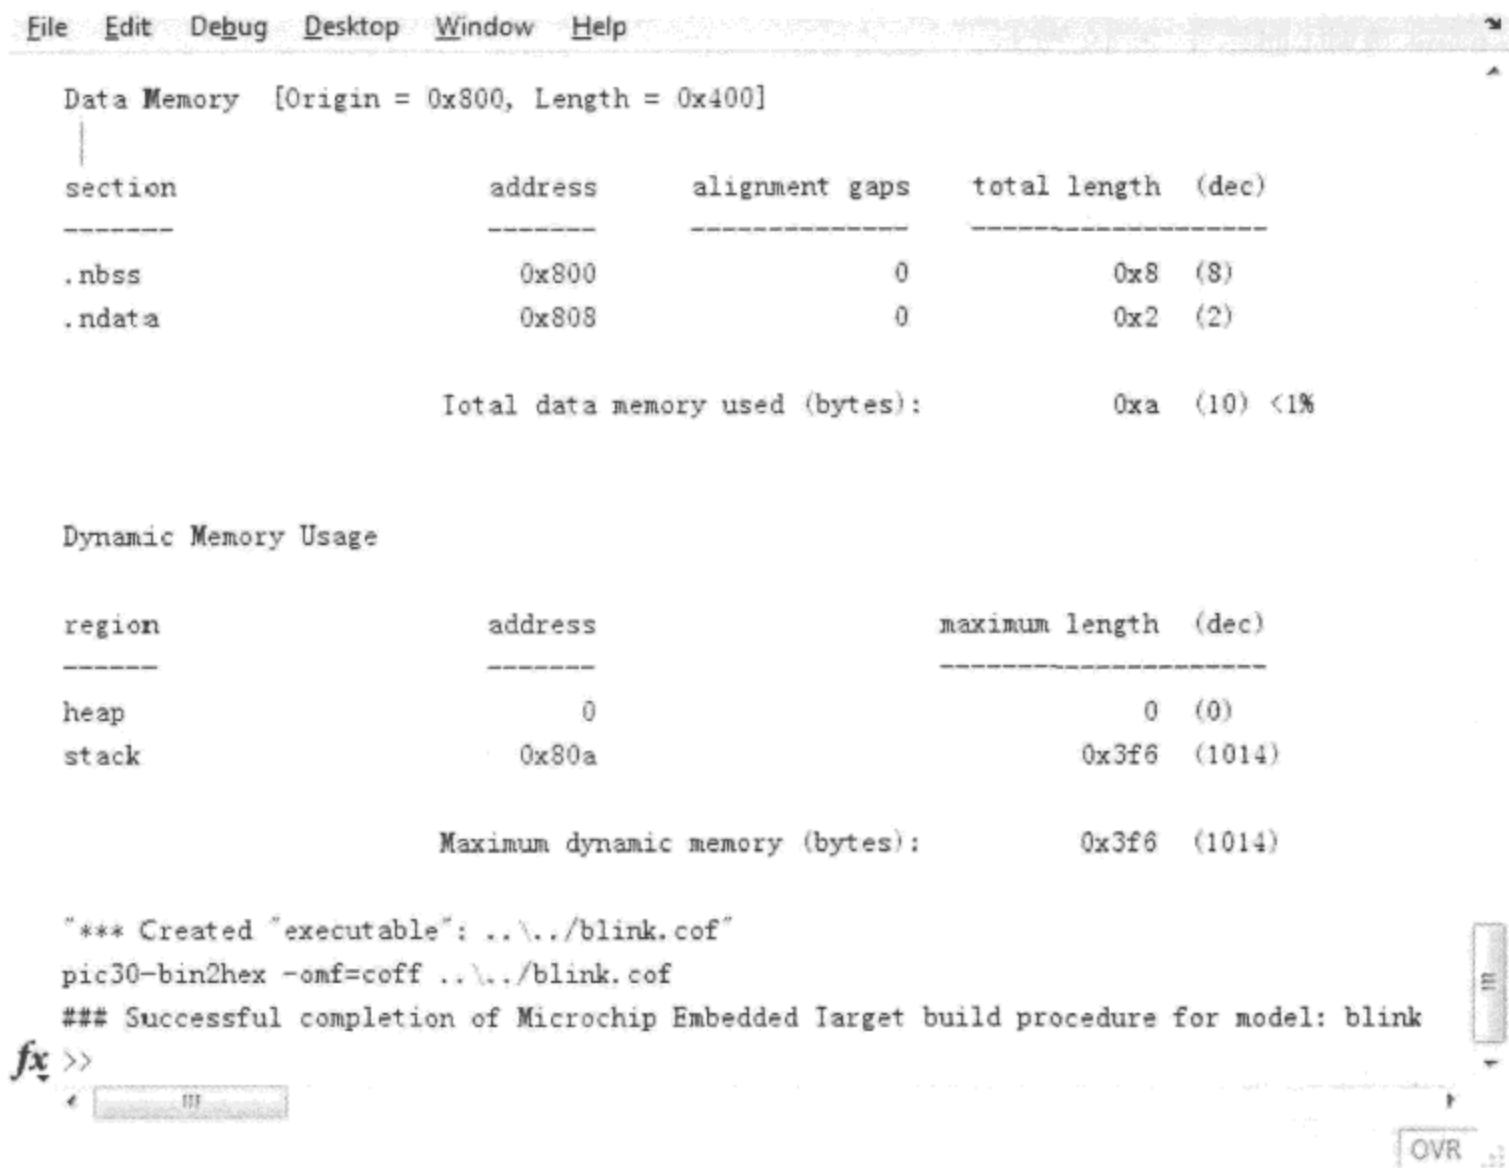 File Edit Debug Desktop Window Help
Data Memory [Origin = 0x800, Length = 0x400]
section address alignment gaps total length (dec)
------- ------- -------------- -------------------
.nbss 0x800 0 0x8 (8)
.ndata 0x808 0 0x2 (2)
Total data memory used (bytes): 0xa (10) <1%
Dynamic Memory Usage
region address maximum length (dec)
------ ------- ---------------------
heap 0 0 (0)
stack 0x80a 0x3f6 (1014)
Maximum dynamic memory (bytes): 0x3f6 (1014)
"*** Created "executable": ..\../blink.cof"
pic30-bin2hex -omf=coff ..\../blink.cof
### Successful completion of Microchip Embedded Target build procedure for model: blink
fx >>
OVR